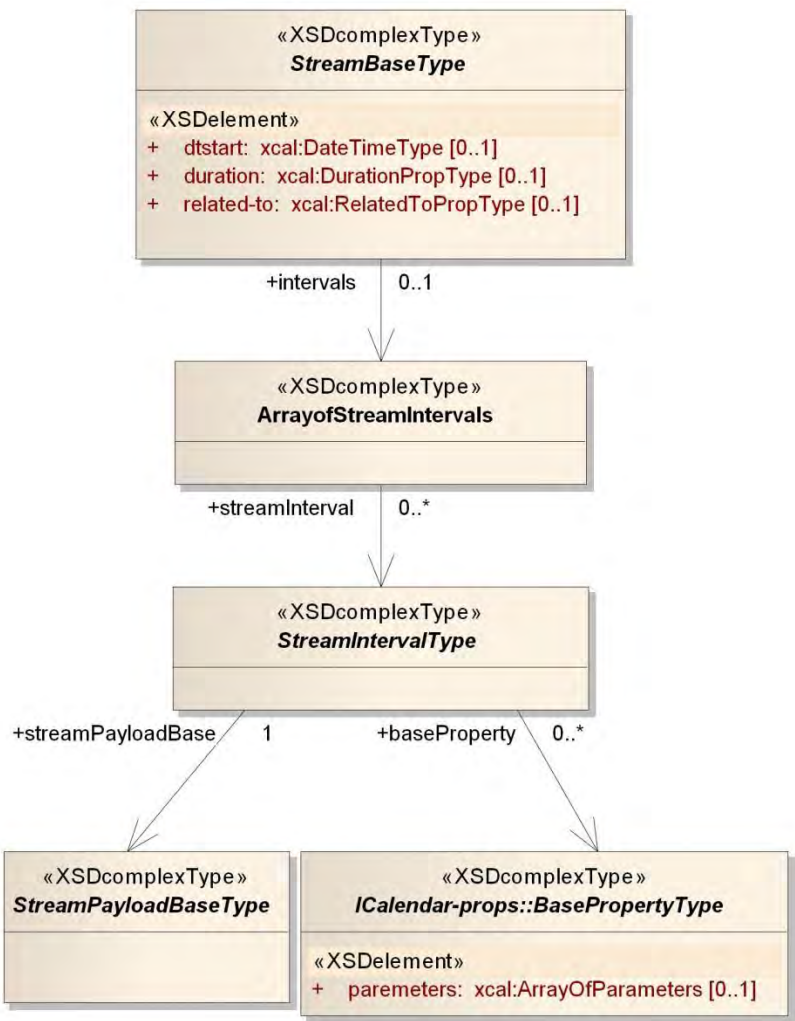 «XSDcomplexType»
StreamBaseType
«XSDelement»
+ dtstart: xcal:DateTimeType [0..1]
+ duration: xcal:DurationPropType [0..1]
+ related-to: xcal:RelatedToPropType [0..1]
+intervals 0..1
«XSDcomplexType»
ArrayofStreamIntervals
+streamInterval 0..*
«XSDcomplexType»
StreamIntervalType
+streamPayloadBase 1 +baseProperty 0..*
«XSDcomplexType»
StreamPayloadBaseType
«XSDcomplexType»
ICalendar-props::BasePropertyType
«XSDelement»
+ paremeters: xcal:ArrayOfParameters [0..1]